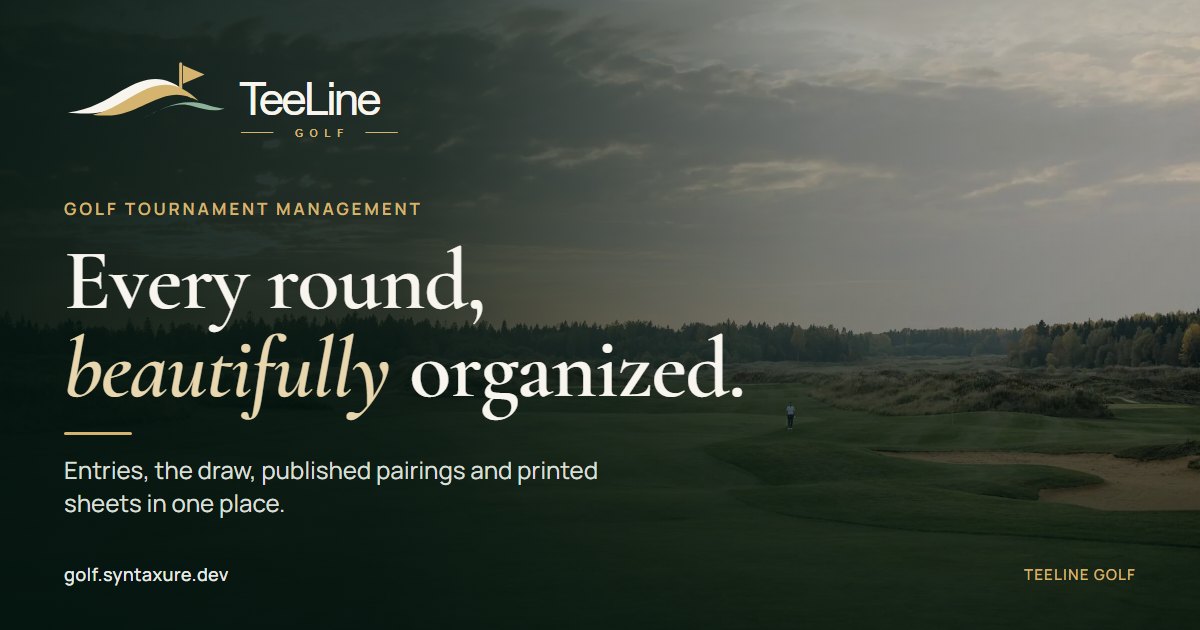 TeeLine
GOLF
GOLF TOURNAMENT MANAGEMENT
Every round,
beautifully organized.
Entries, the draw, published pairings and printed
sheets in one place.
golf.syntaxure.dev
TEELINE GOLF